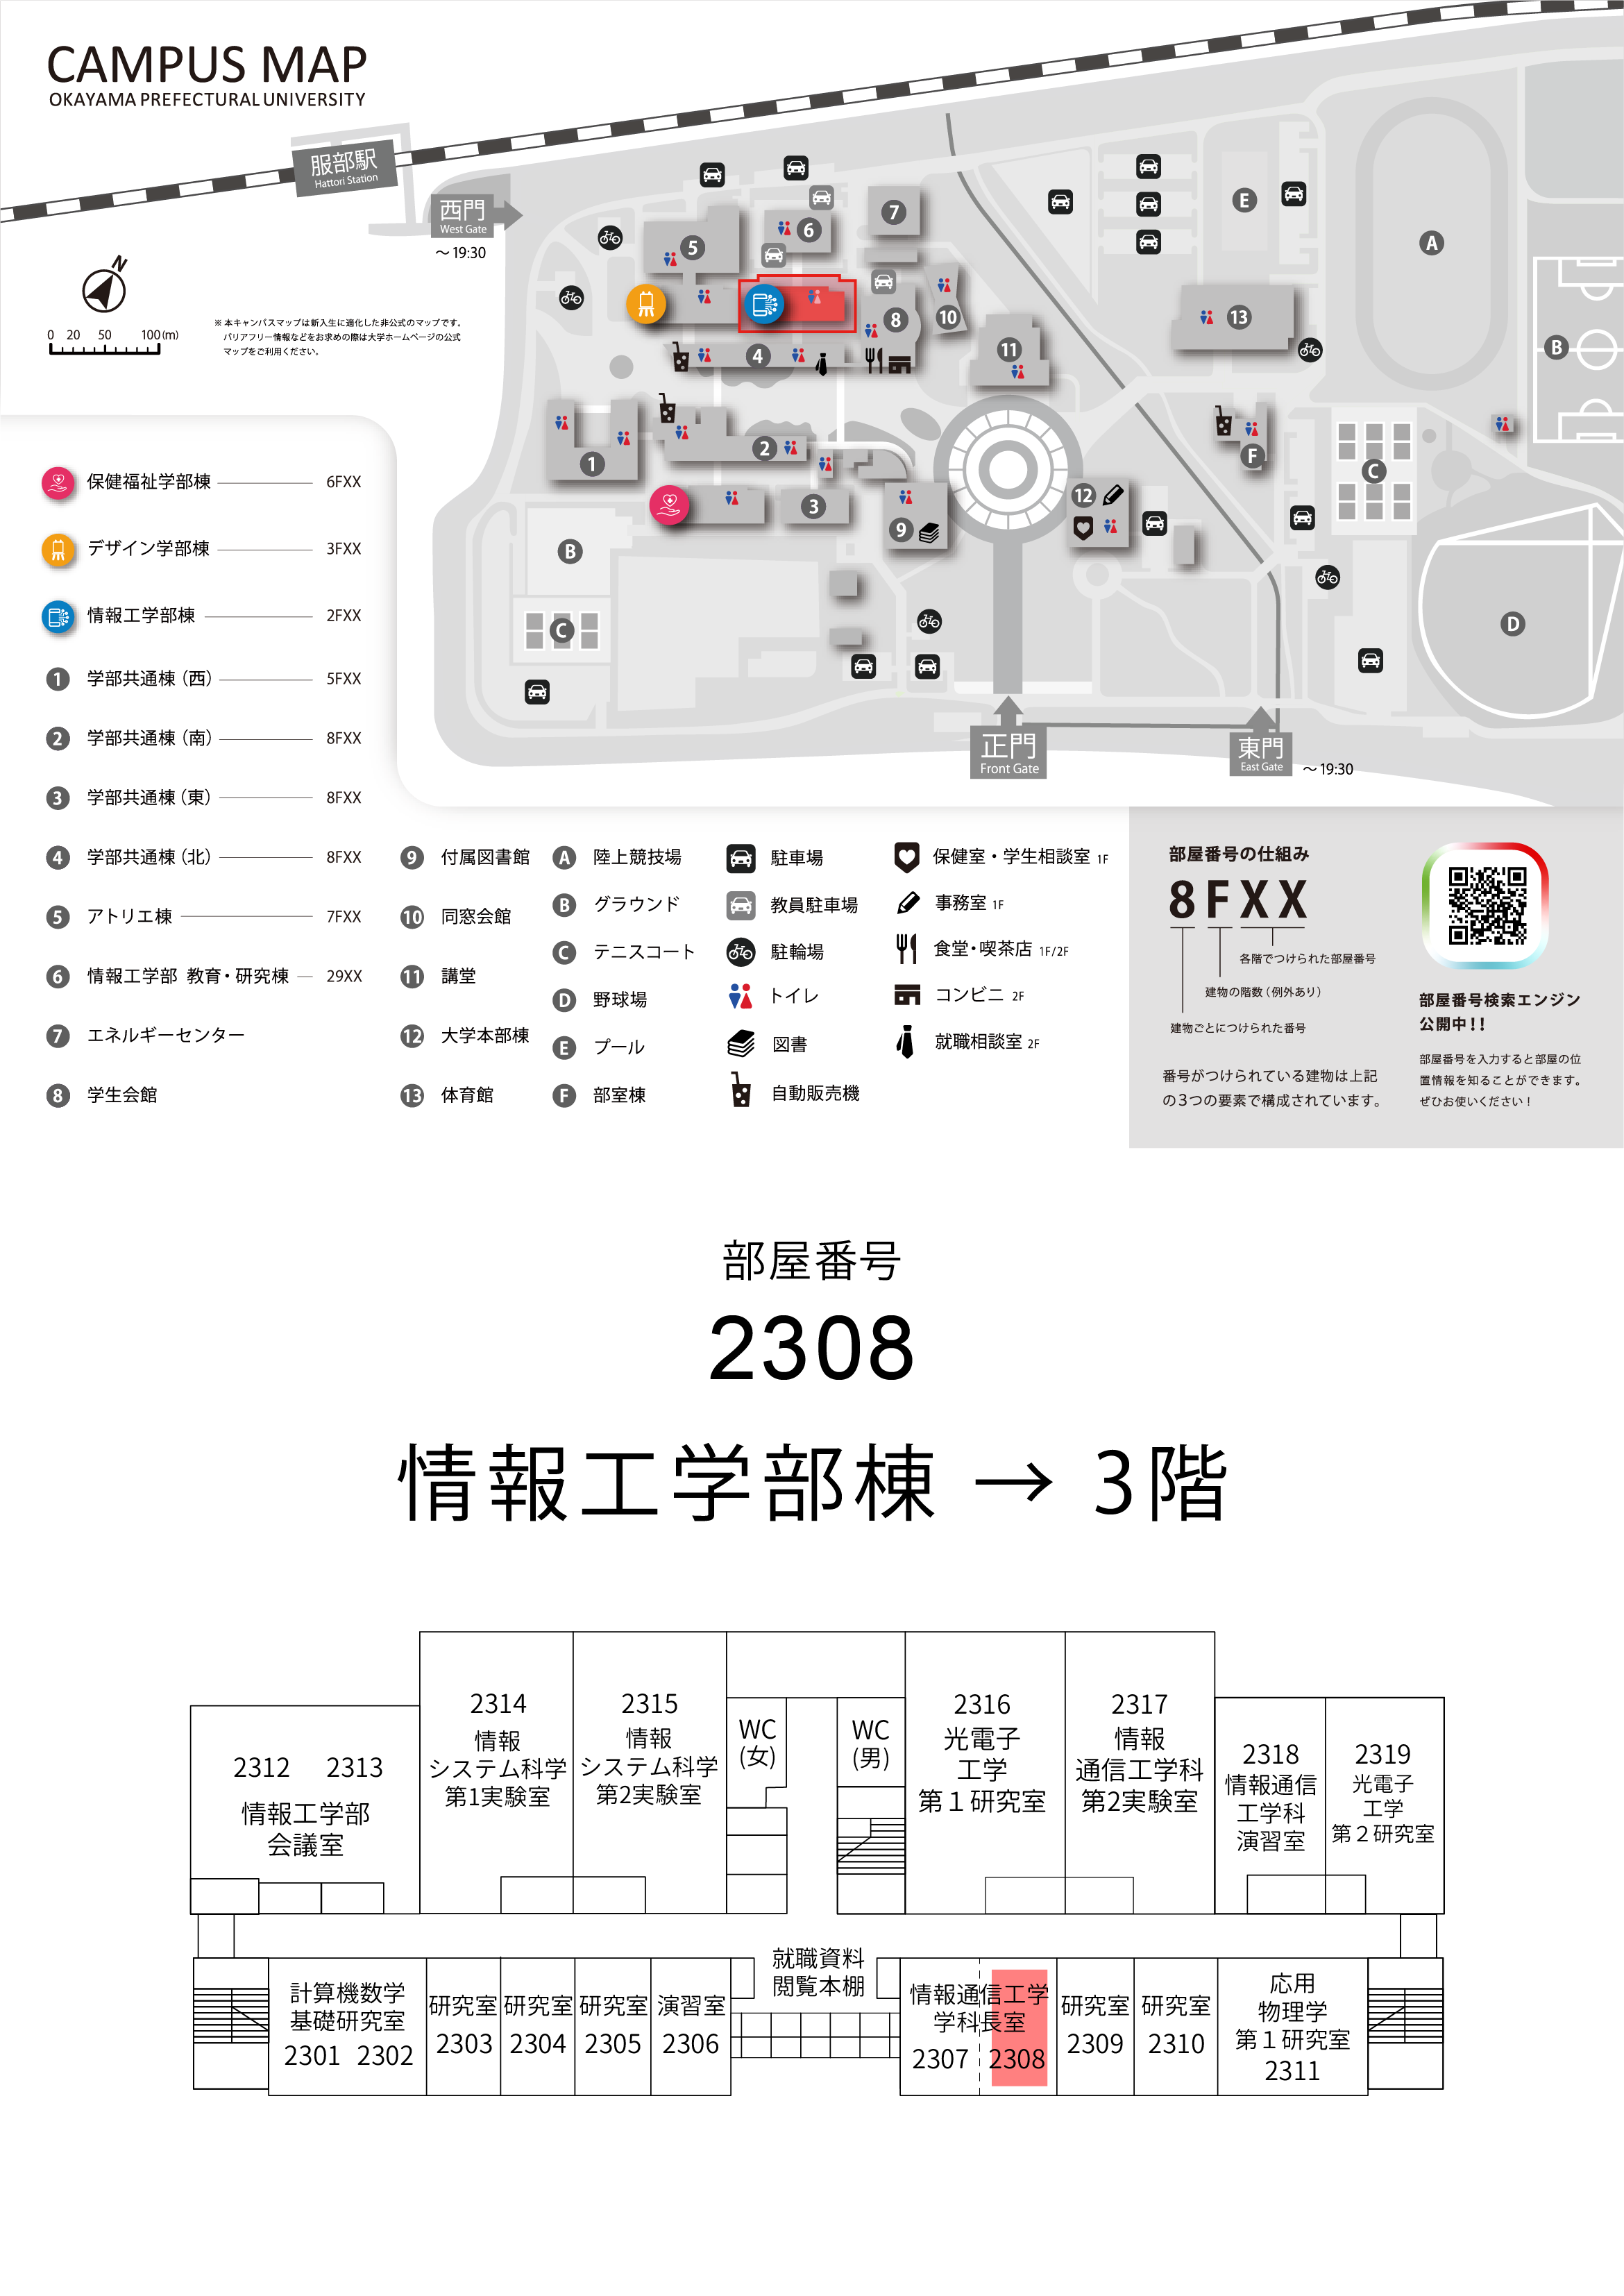 CAMPUS MAP
OKAYAMA PREFECTURAL UNIVERSITY
服部駅
Hattori Station
西門
West Gate
～19:30
N
0 20 50 100(m)
※ 本キャンパスマップは新入生に適化した非公式のマップです。
バリアフリー情報などをお求めの際は大学ホームページの公式
マップをご利用ください。
5
6
7
8
10
4
11
13
E
A
B
1
2
3
9
12
F
C
B
C
D
正門
Front Gate
東門
East Gate
～19:30
保健福祉学部棟 6FXX
デザイン学部棟 3FXX
情報工学部棟 2FXX
1 学部共通棟（西） 5FXX
2 学部共通棟（南） 8FXX
3 学部共通棟（東） 8FXX
4 学部共通棟（北） 8FXX
5 アトリエ棟 7FXX
6 情報工学部 教育・研究棟 29XX
7 エネルギーセンター
8 学生会館
9 付属図書館
10 同窓会館
11 講堂
12 大学本部棟
13 体育館
A 陸上競技場
B グラウンド
C テニスコート
D 野球場
E プール
F 部室棟
駐車場
教員駐車場
駐輪場
トイレ
図書
自動販売機
保健室・学生相談室 1F
事務室 1F
食堂・喫茶店 1F/2F
コンビニ 2F
就職相談室 2F
部屋番号の仕組み
8 F X X
各階でつけられた部屋番号
建物の階数（例外あり）
建物ごとにつけられた番号
番号がつけられている建物は上記
の3つの要素で構成されています。
部屋番号検索エンジン
公開中！！
部屋番号を入力すると部屋の位
置情報を知ることができます。
ぜひお使いください！
部屋番号
2308
情報工学部棟 → 3階
2312 2313
情報工学部
会議室
2314
情報
システム科学
第1実験室
2315
情報
システム科学
第2実験室
WC
(女)
WC
(男)
2316
光電子
工学
第１研究室
2317
情報
通信工学科
第2実験室
2318
情報通信
工学科
演習室
2319
光電子
工学
第２研究室
計算機数学
基礎研究室
2301 2302
研究室
2303
研究室
2304
研究室
2305
演習室
2306
就職資料
閲覧本棚
情報通信工学
学科長室
2307 2308
研究室
2309
研究室
2310
応用
物理学
第１研究室
2311